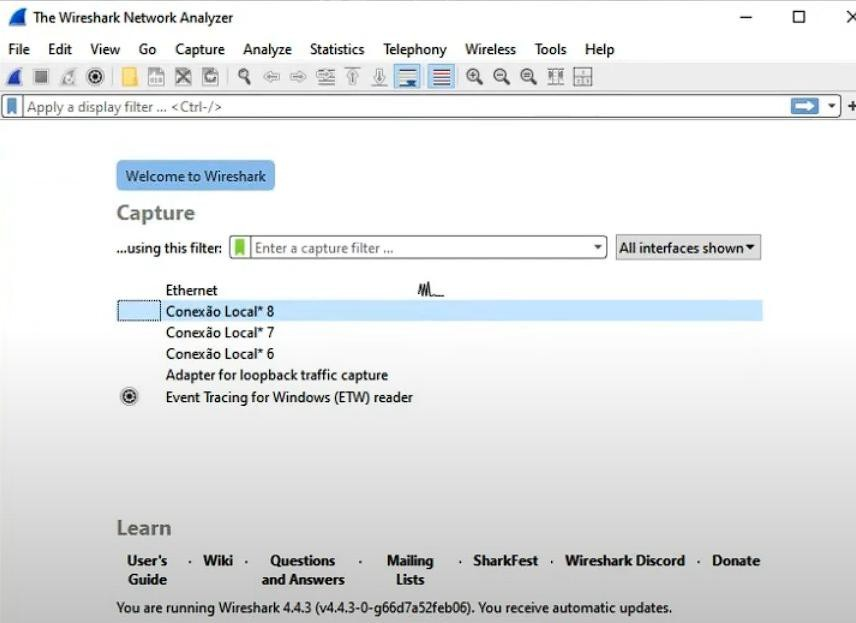 The Wireshark Network Analyzer
File Edit View Go Capture Analyze Statistics Telephony Wireless Tools Help
Apply a display filter ... <Ctrl-/>
Welcome to Wireshark
Capture
...using this filter: Enter a capture filter ... All interfaces shown
Ethernet
Conexão Local* 8
Conexão Local* 7
Conexão Local* 6
Adapter for loopback traffic capture
Event Tracing for Windows (ETW) reader
Learn
User's Guide · Wiki · Questions and Answers · Mailing Lists · SharkFest · Wireshark Discord · Donate
You are running Wireshark 4.4.3 (v4.4.3-0-g66d7a52feb06). You receive automatic updates.